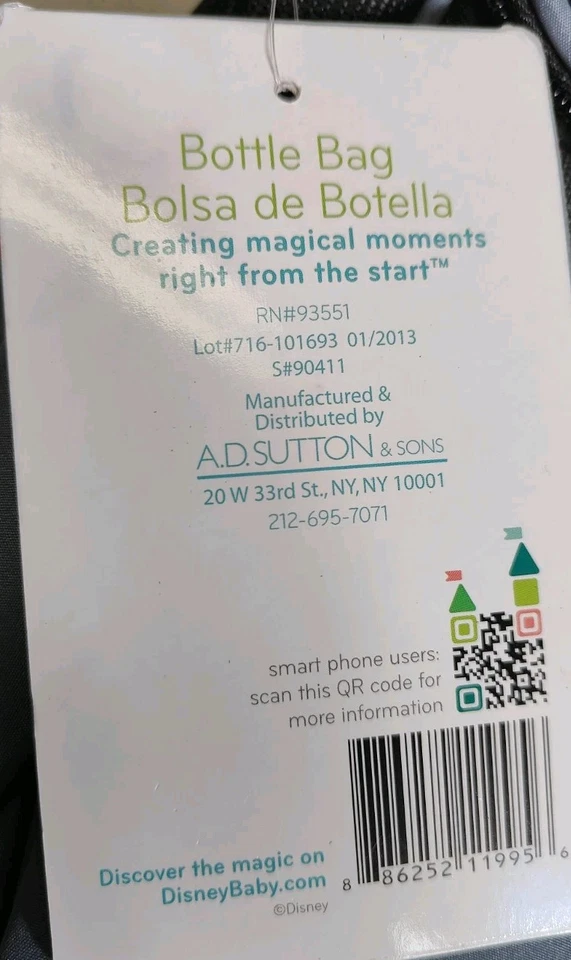 Bottle Bag
Bolsa de Botella
Creating magical moments
right from the start™
RN#93551
Lot#716-101693 01/2013
S#90411
Manufactured &
Distributed by
A.D. SUTTON & SONS
20 W 33rd St., NY, NY 10001
212-695-7071
smart phone users:
scan this QR code for
more information
8 86252 11995 6
Discover the magic on
DisneyBaby.com
©Disney